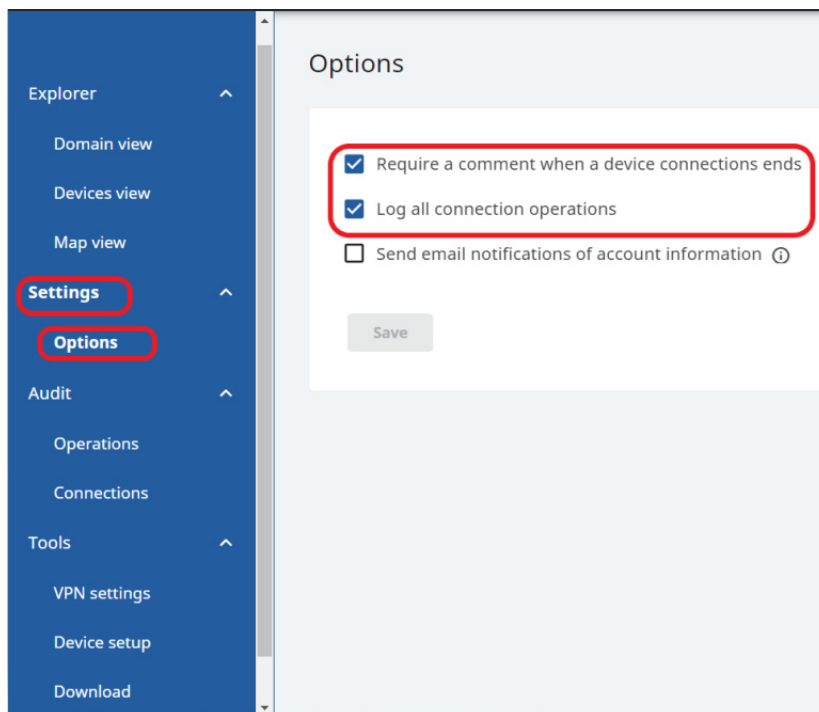 Explorer
Domain view
Devices view
Map view
Settings
Options
Audit
Operations
Connections
Tools
VPN settings
Device setup
Download
Options
Require a comment when a device connections ends
Log all connection operations
Send email notifications of account information
Save